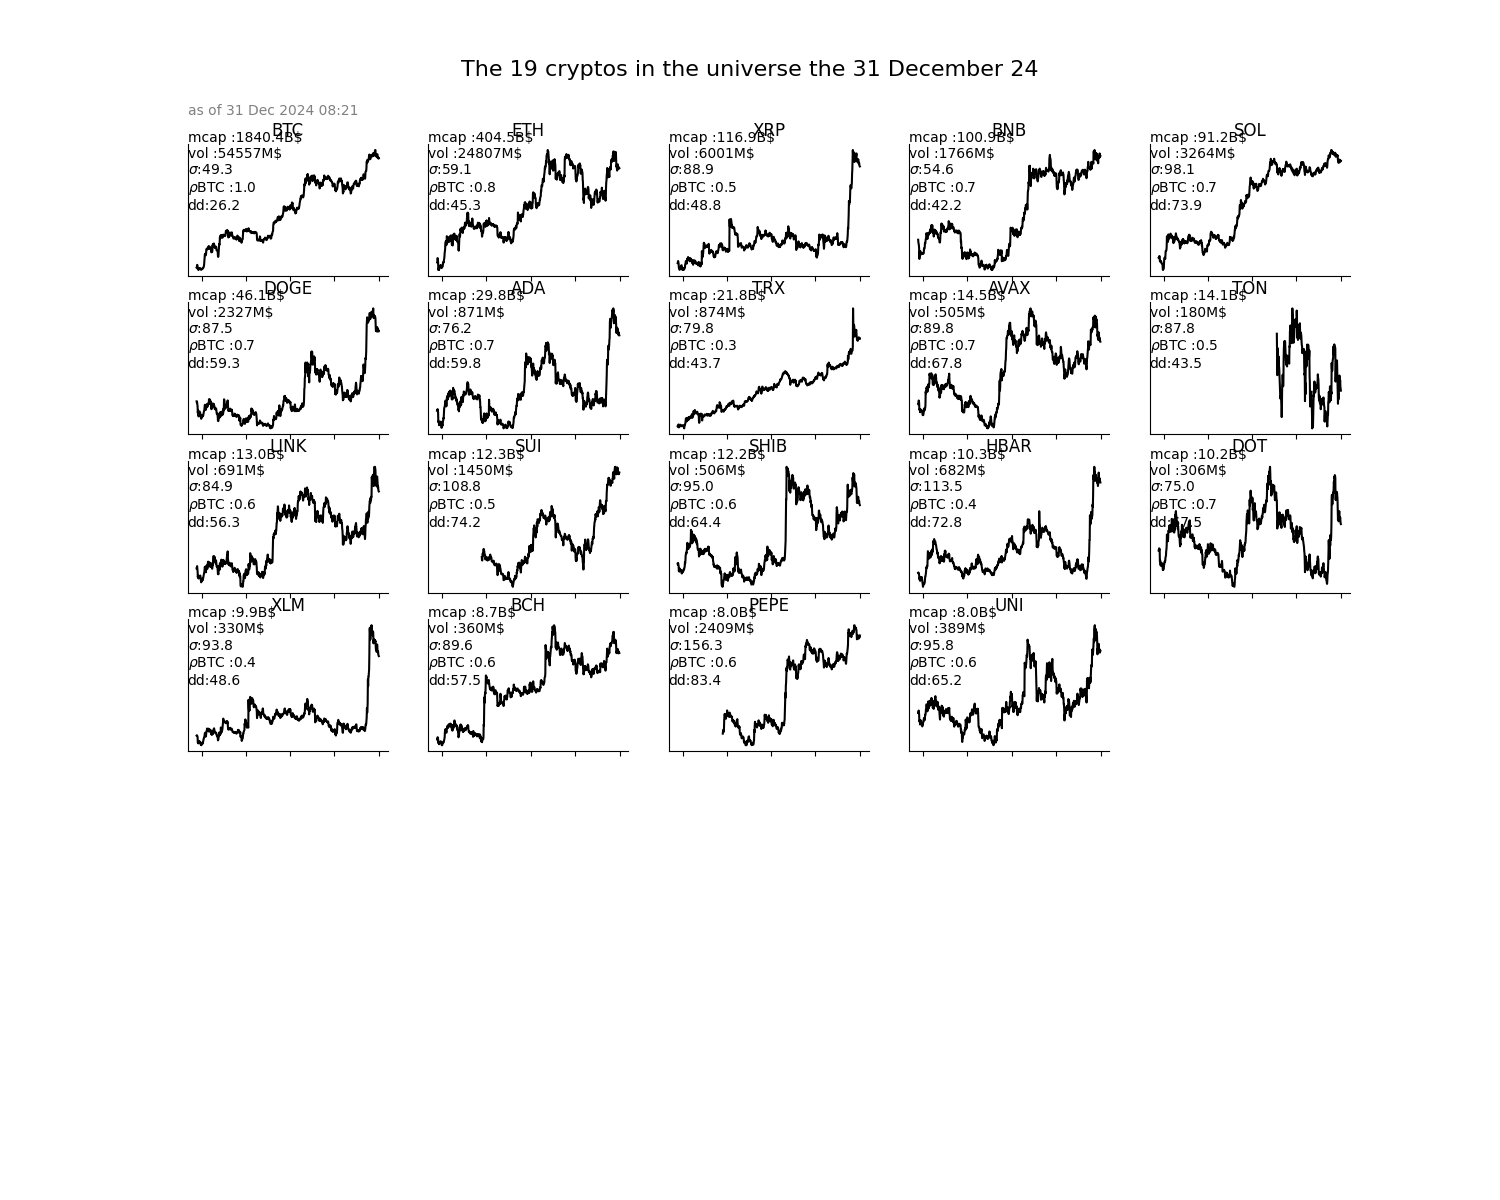 The 19 cryptos in the universe the 31 December 24
as of 31 Dec 2024 08:21
BTC
mcap :1840.4B$
vol :54557M$
σ:49.3
ρBTC :1.0
dd:26.2
ETH
mcap :404.5B$
vol :24807M$
σ:59.1
ρBTC :0.8
dd:45.3
XRP
mcap :116.9B$
vol :6001M$
σ:88.9
ρBTC :0.5
dd:48.8
BNB
mcap :100.9B$
vol :1766M$
σ:54.6
ρBTC :0.7
dd:42.2
SOL
mcap :91.2B$
vol :3264M$
σ:98.1
ρBTC :0.7
dd:73.9
DOGE
mcap :46.1B$
vol :2327M$
σ:87.5
ρBTC :0.7
dd:59.3
ADA
mcap :29.8B$
vol :871M$
σ:76.2
ρBTC :0.7
dd:59.8
TRX
mcap :21.8B$
vol :874M$
σ:79.8
ρBTC :0.3
dd:43.7
AVAX
mcap :14.5B$
vol :505M$
σ:89.8
ρBTC :0.7
dd:67.8
TON
mcap :14.1B$
vol :180M$
σ:87.8
ρBTC :0.5
dd:43.5
LINK
mcap :13.0B$
vol :691M$
σ:84.9
ρBTC :0.6
dd:56.3
SUI
mcap :12.3B$
vol :1450M$
σ:108.8
ρBTC :0.5
dd:74.2
SHIB
mcap :12.2B$
vol :506M$
σ:95.0
ρBTC :0.6
dd:64.4
HBAR
mcap :10.3B$
vol :682M$
σ:113.5
ρBTC :0.4
dd:72.8
DOT
mcap :10.2B$
vol :306M$
σ:75.0
ρBTC :0.7
XLM
mcap :9.9B$
vol :330M$
σ:93.8
ρBTC :0.4
dd:48.6
BCH
mcap :8.7B$
vol :360M$
σ:89.6
ρBTC :0.6
dd:57.5
PEPE
mcap :8.0B$
vol :2409M$
σ:156.3
ρBTC :0.6
dd:83.4
UNI
mcap :8.0B$
vol :389M$
σ:95.8
ρBTC :0.6
dd:65.2